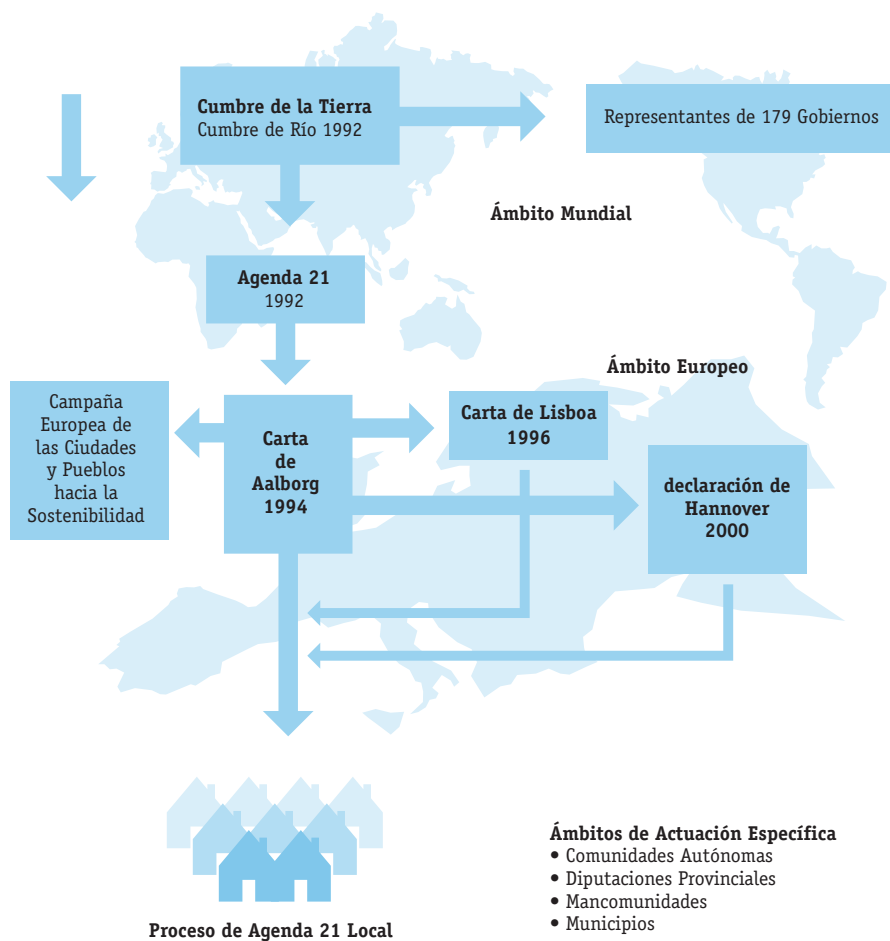 Cumbre de la Tierra
Cumbre de Río 1992
Representantes de 179 Gobiernos
Ámbito Mundial
Agenda 21
1992
Ámbito Europeo
Campaña
Europea de
las Ciudades
y Pueblos
hacia la
Sostenibilidad
Carta
de
Aalborg
1994
Carta de Lisboa
1996
declaración de
Hannover
2000
Proceso de Agenda 21 Local
Ámbitos de Actuación Específica
• Comunidades Autónomas
• Diputaciones Provinciales
• Mancomunidades
• Municipios